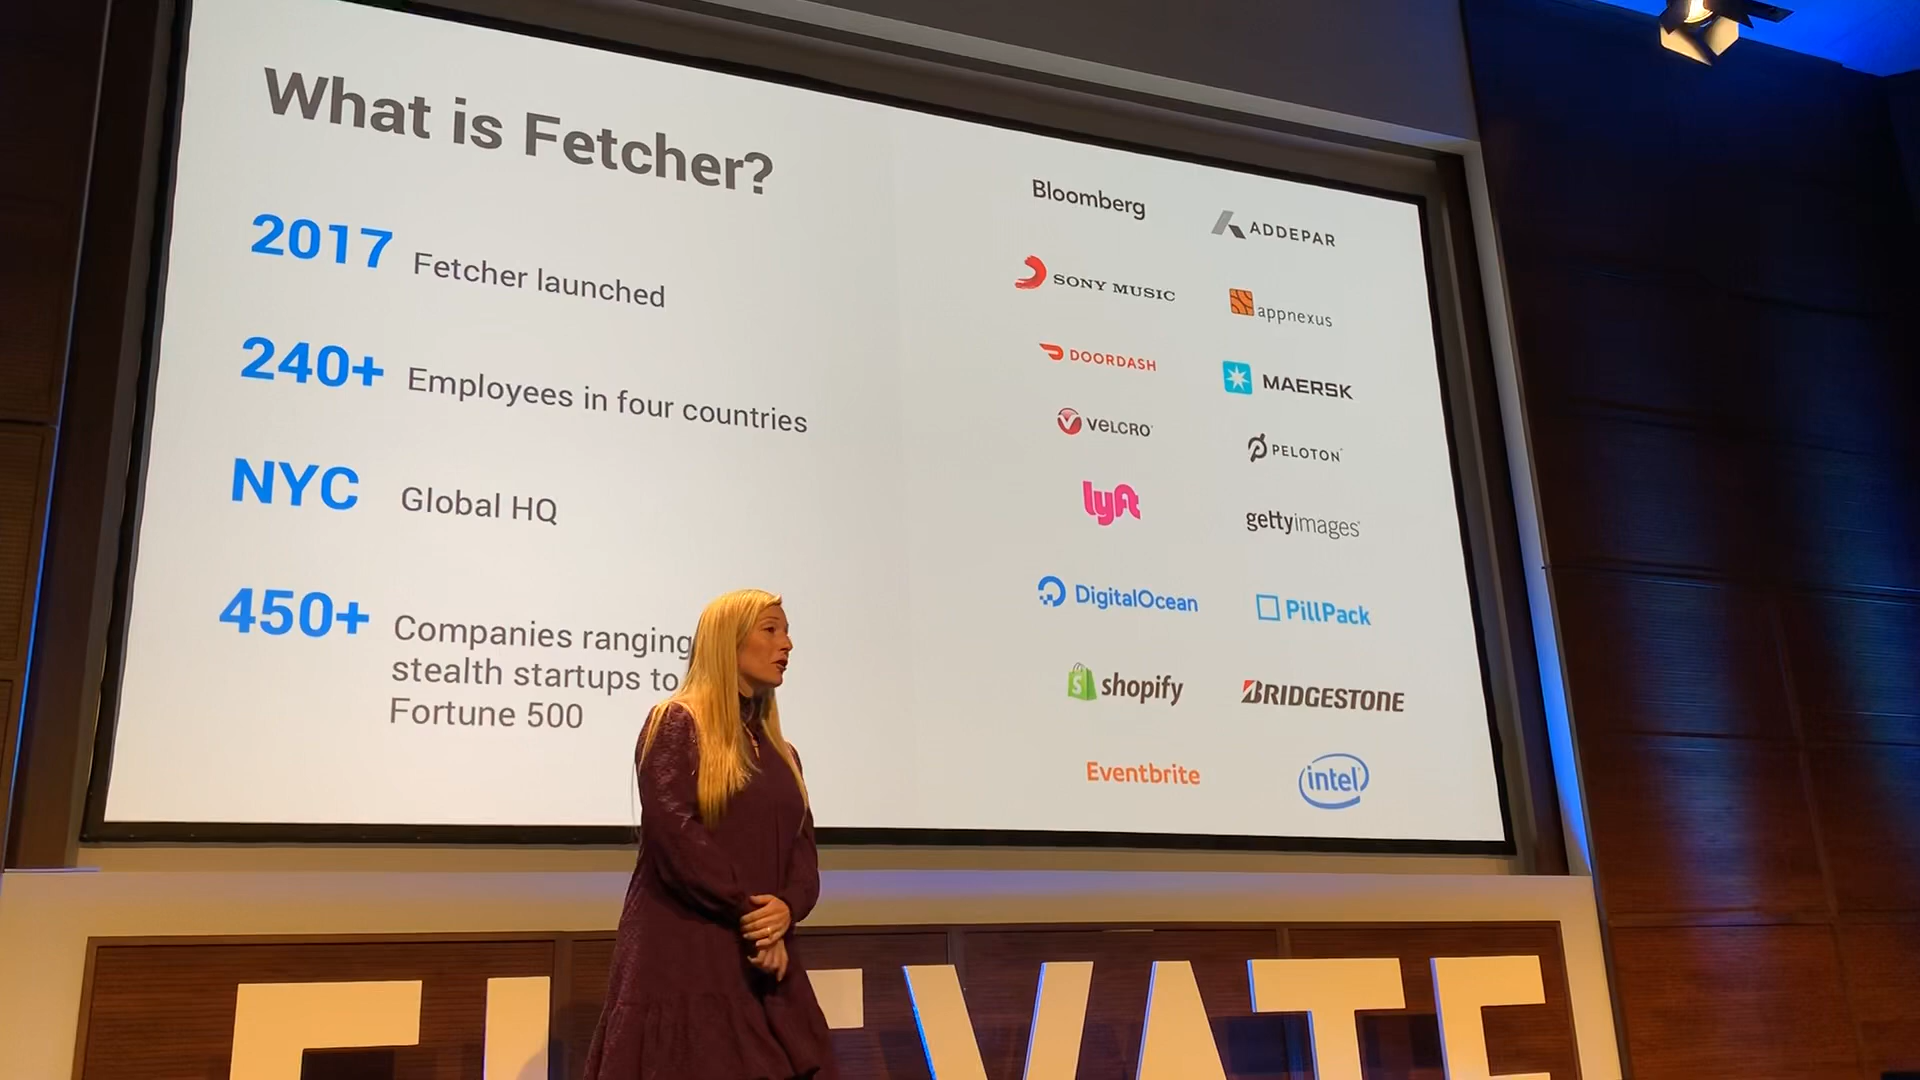 What is Fetcher?
2017 Fetcher launched
240+ Employees in four countries
NYC Global HQ
450+ Companies ranging
stealth startups to
Fortune 500
Bloomberg
ADDEPAR
SONY MUSIC
appnexus
DOORDASH
MAERSK
VELCRO
PELOTON
lyft
gettyimages
DigitalOcean
PillPack
shopify
BRIDGESTONE
Eventbrite
intel
ELEVATE